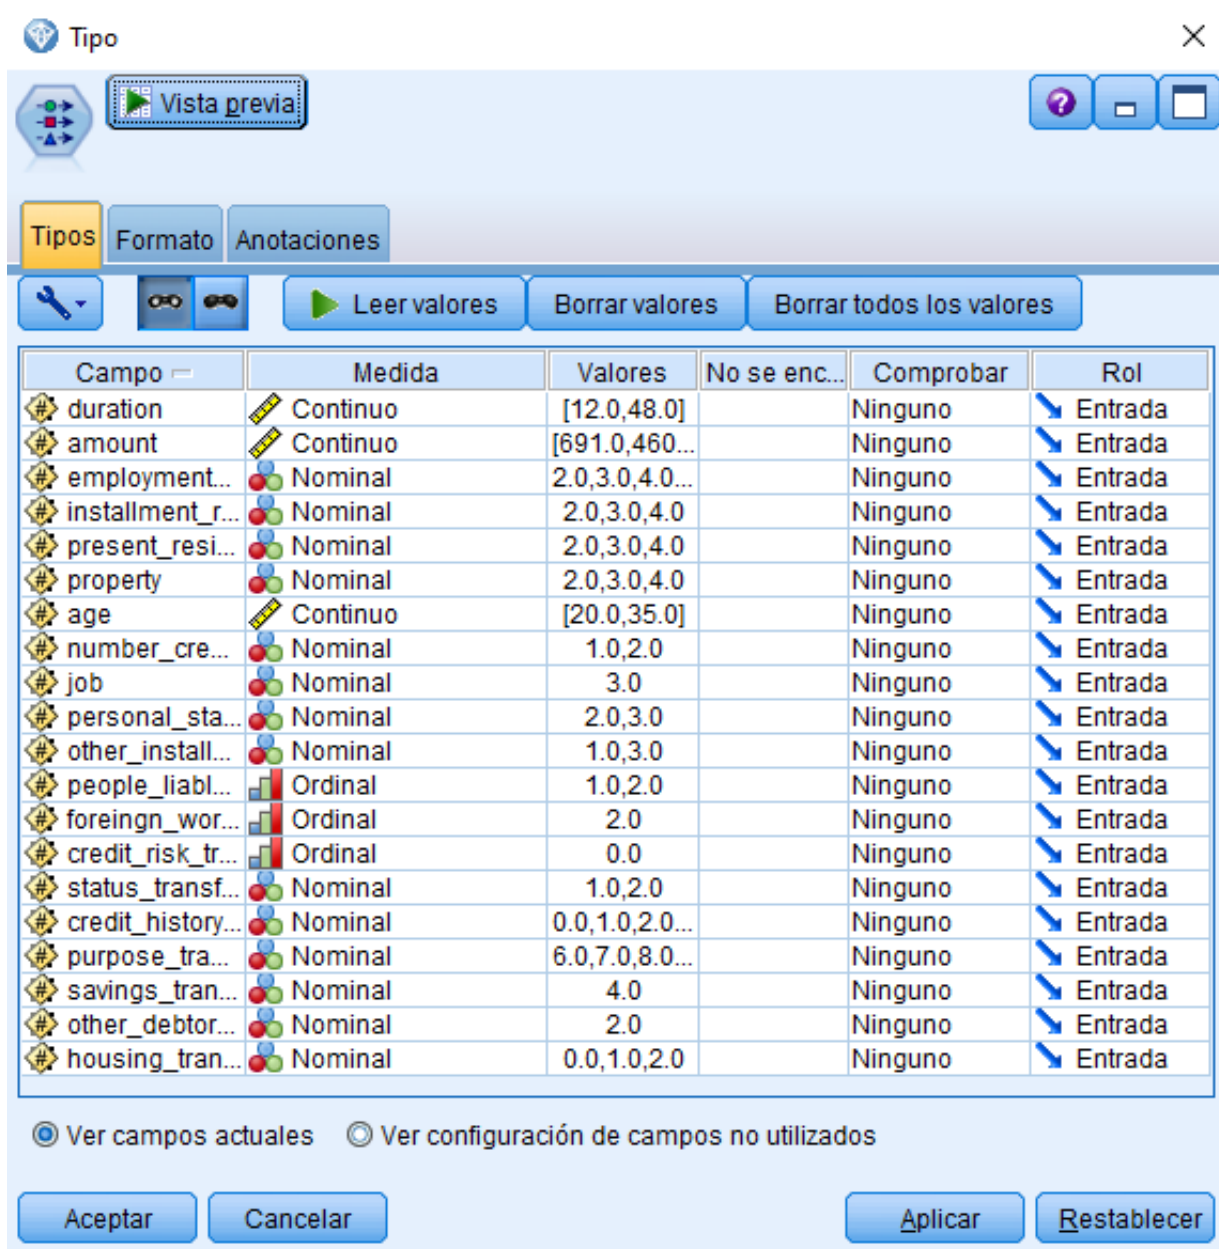 Tipo
Vista previa
Tipos Formato Anotaciones
Leer valores Borrar valores Borrar todos los valores
Campo Medida Valores No se enc... Comprobar Rol
duration Continuo [12.0,48.0] Ninguno Entrada
amount Continuo [691.0,460... Ninguno Entrada
employment... Nominal 2.0,3.0,4.0... Ninguno Entrada
installment_r... Nominal 2.0,3.0,4.0 Ninguno Entrada
present_resi... Nominal 2.0,3.0,4.0 Ninguno Entrada
property Nominal 2.0,3.0,4.0 Ninguno Entrada
age Continuo [20.0,35.0] Ninguno Entrada
number_cre... Nominal 1.0,2.0 Ninguno Entrada
job Nominal 3.0 Ninguno Entrada
personal_sta... Nominal 2.0,3.0 Ninguno Entrada
other_install... Nominal 1.0,3.0 Ninguno Entrada
people_liabl... Ordinal 1.0,2.0 Ninguno Entrada
foreingn_wor... Ordinal 2.0 Ninguno Entrada
credit_risk_tr... Ordinal 0.0 Ninguno Entrada
status_transf... Nominal 1.0,2.0 Ninguno Entrada
credit_history... Nominal 0.0,1.0,2.0... Ninguno Entrada
purpose_tra... Nominal 6.0,7.0,8.0... Ninguno Entrada
savings_tran... Nominal 4.0 Ninguno Entrada
other_debtor... Nominal 2.0 Ninguno Entrada
housing_tran... Nominal 0.0,1.0,2.0 Ninguno Entrada
Ver campos actuales Ver configuración de campos no utilizados
Aceptar Cancelar Aplicar Restablecer